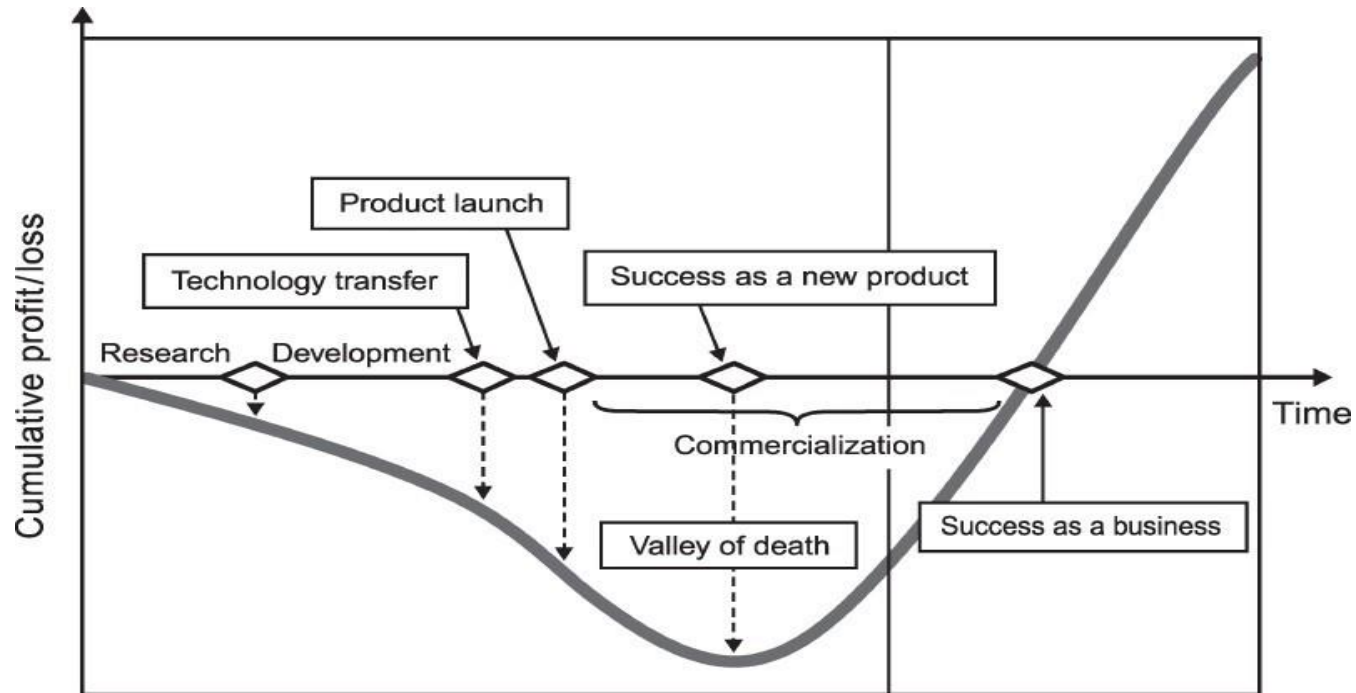 Cumulative profit/loss
Product launch
Technology transfer
Success as a new product
Research
Development
Time
Commercialization
Success as a business
Valley of death